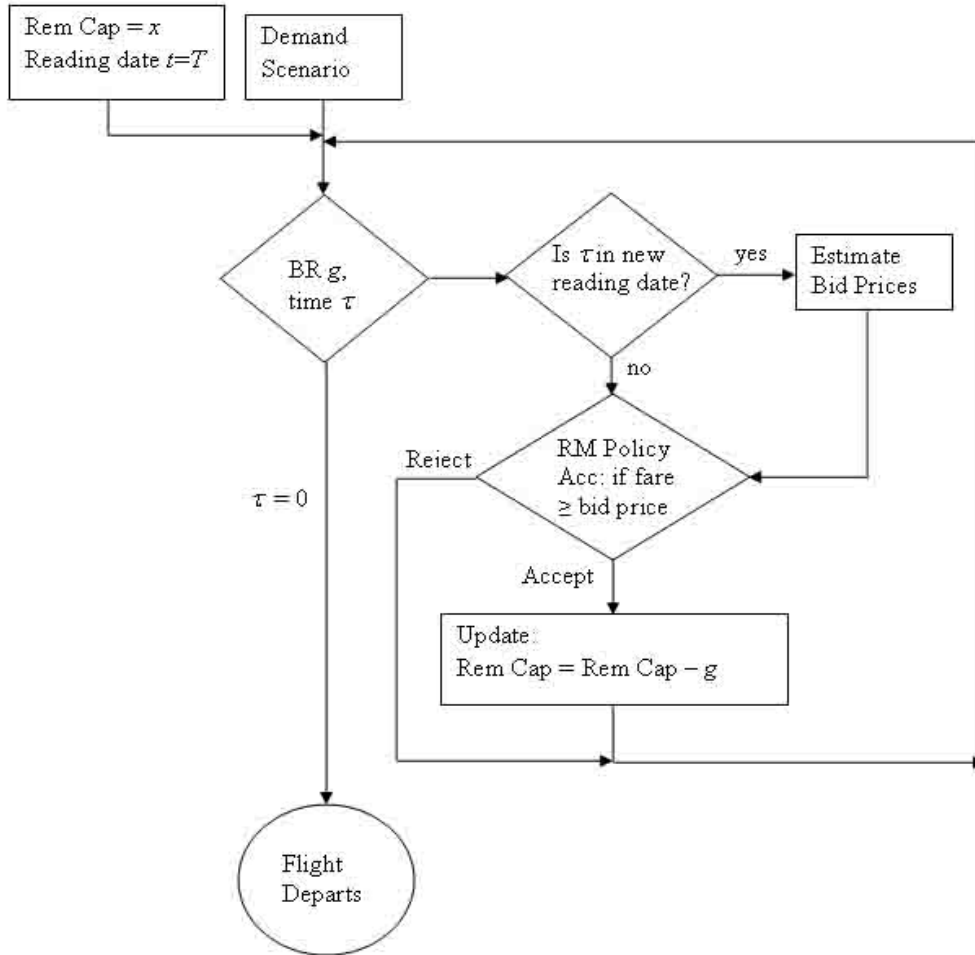 Rem Cap = x
Reading date t=T
Demand
Scenario
BR g,
time τ
Is τ in new
reading date?
yes
Estimate
Bid Prices
no
RM Policy
Acc: if fare
≥ bid price
Reject
τ = 0
Accept
Update:
Rem Cap = Rem Cap − g
Flight
Departs